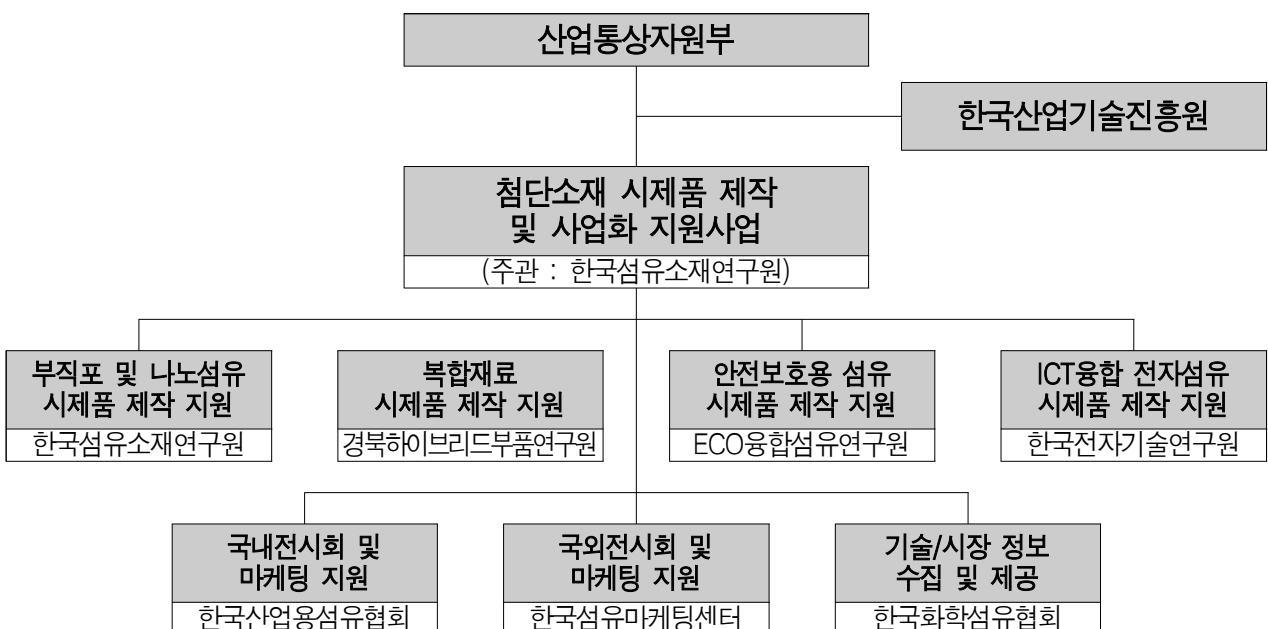 산업통상자원부
한국산업기술진흥원
첨단소재 시제품 제작
및 사업화 지원사업
(주관 : 한국섬유소재연구원)
부직포 및 나노섬유
시제품 제작 지원
한국섬유소재연구원
복합재료
시제품 제작 지원
경북하이브리드부품연구원
안전보호용 섬유
시제품 제작 지원
ECO융합섬유연구원
ICT융합 전자섬유
시제품 제작 지원
한국전자기술연구원
국내전시회 및
마케팅 지원
한국산업용섬유협회
국외전시회 및
마케팅 지원
한국섬유마케팅센터
기술/시장 정보
수집 및 제공
한국화학섬유협회